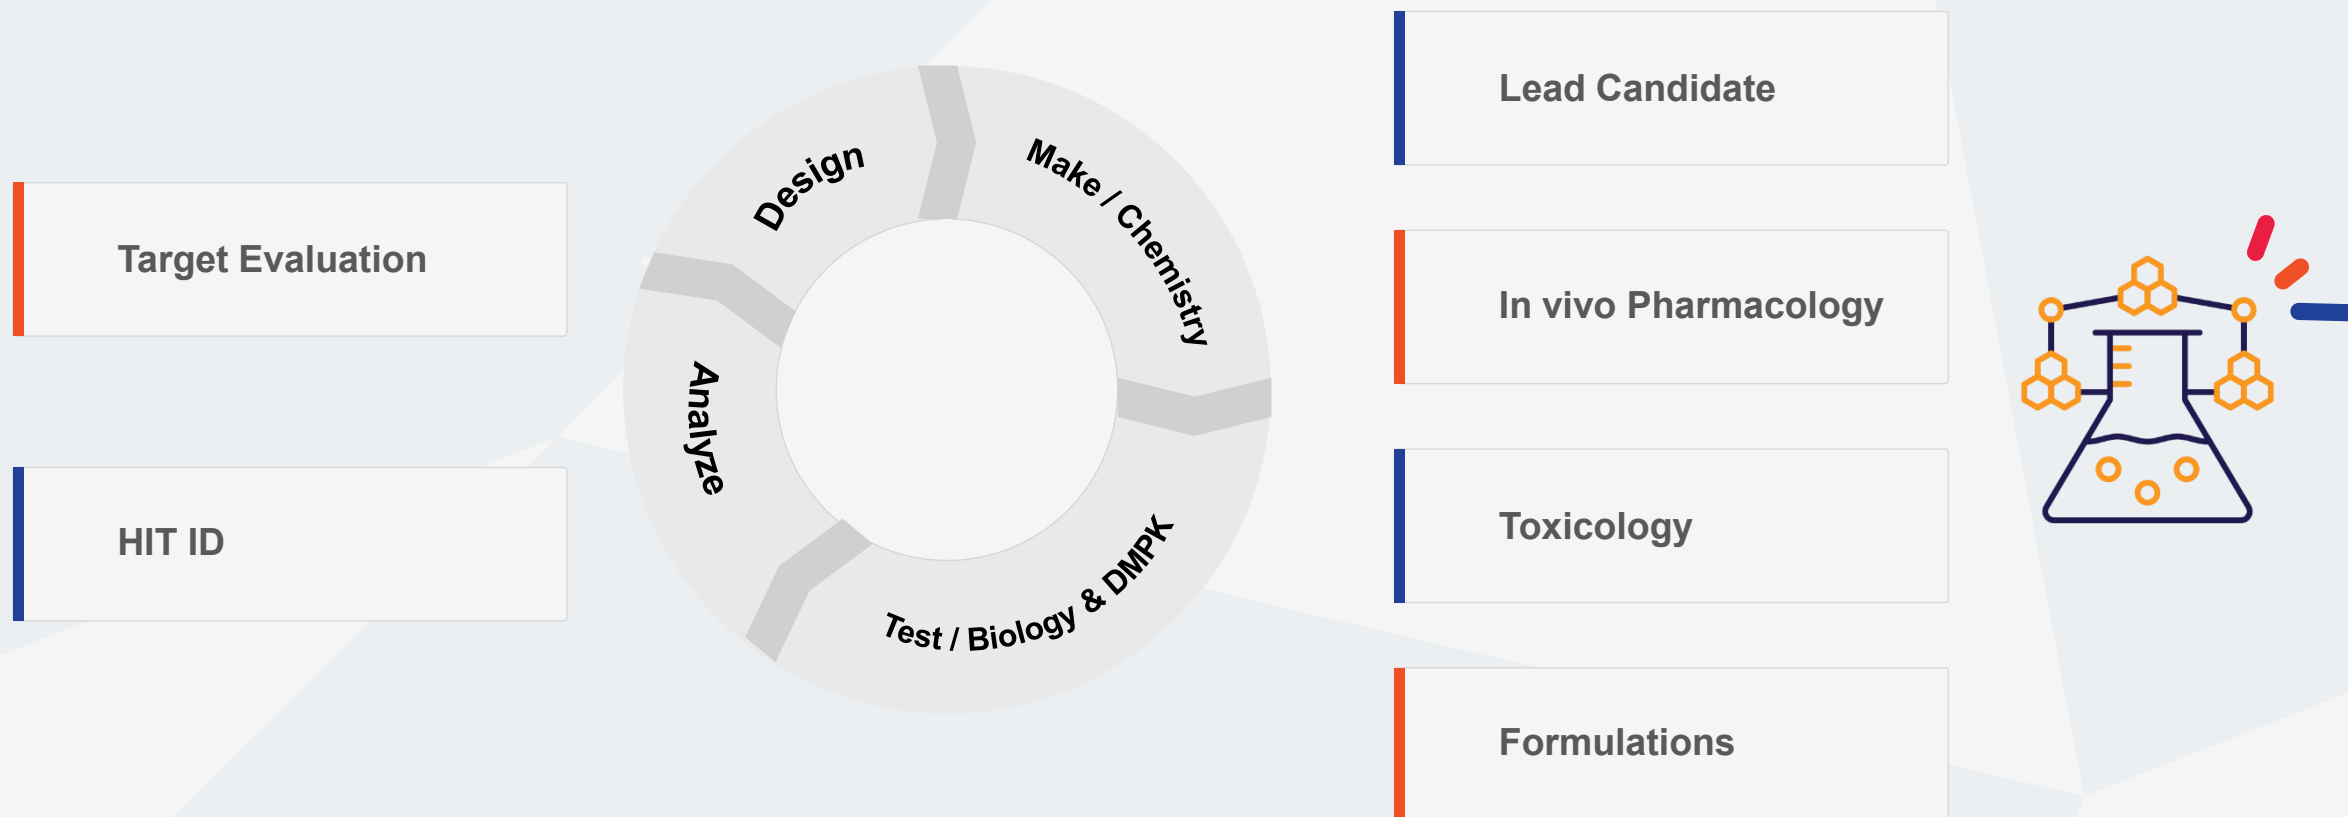 Target Evaluation
HIT ID
Design
Make / Chemistry
Test / Biology & DMPK
Analyze
Lead Candidate
In vivo Pharmacology
Toxicology
Formulations